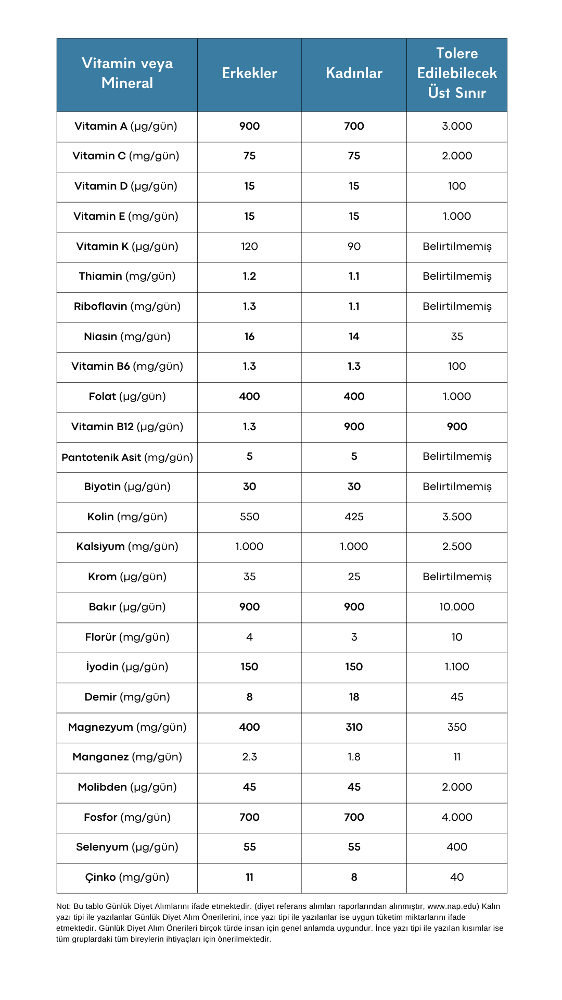 Vitamin veya Mineral | Erkekler | Kadınlar | Tolere Edilebilecek Üst Sınır
Vitamin A (µg/gün) | 900 | 700 | 3.000
Vitamin C (mg/gün) | 75 | 75 | 2.000
Vitamin D (µg/gün) | 15 | 15 | 100
Vitamin E (mg/gün) | 15 | 15 | 1.000
Vitamin K (µg/gün) | 120 | 90 | Belirtilmemiş
Thiamin (mg/gün) | 1.2 | 1.1 | Belirtilmemiş
Riboflavin (mg/gün) | 1.3 | 1.1 | Belirtilmemiş
Niasin (mg/gün) | 16 | 14 | 35
Vitamin B6 (mg/gün) | 1.3 | 1.3 | 100
Folat (µg/gün) | 400 | 400 | 1.000
Vitamin B12 (µg/gün) | 1.3 | 900 | 900
Pantotenik Asit (mg/gün) | 5 | 5 | Belirtilmemiş
Biyotin (µg/gün) | 30 | 30 | Belirtilmemiş
Kolin (mg/gün) | 550 | 425 | 3.500
Kalsiyum (mg/gün) | 1.000 | 1.000 | 2.500
Krom (µg/gün) | 35 | 25 | Belirtilmemiş
Bakır (µg/gün) | 900 | 900 | 10.000
Florür (mg/gün) | 4 | 3 | 10
İyodin (µg/gün) | 150 | 150 | 1.100
Demir (mg/gün) | 8 | 18 | 45
Magnezyum (mg/gün) | 400 | 310 | 350
Manganez (mg/gün) | 2.3 | 1.8 | 11
Molibden (µg/gün) | 45 | 45 | 2.000
Fosfor (mg/gün) | 700 | 700 | 4.000
Selenyum (µg/gün) | 55 | 55 | 400
Çinko (mg/gün) | 11 | 8 | 40
Not: Bu tablo Günlük Diyet Alımlarını ifade etmektedir. (diyet referans alımları raporlarından alınmıştır, www.nap.edu) Kalın
yazı tipi ile yazılanlar Günlük Diyet Alım Önerilerini, ince yazı tipi ile yazılanlar ise uygun tüketim miktarlarını ifade
etmektedir. Günlük Diyet Alım Önerileri birçok türde insan için genel anlamda uygundur. İnce yazı tipi ile yazılan kısımlar ise
tüm gruplardaki tüm bireylerin ihtiyaçları için önerilmektedir.